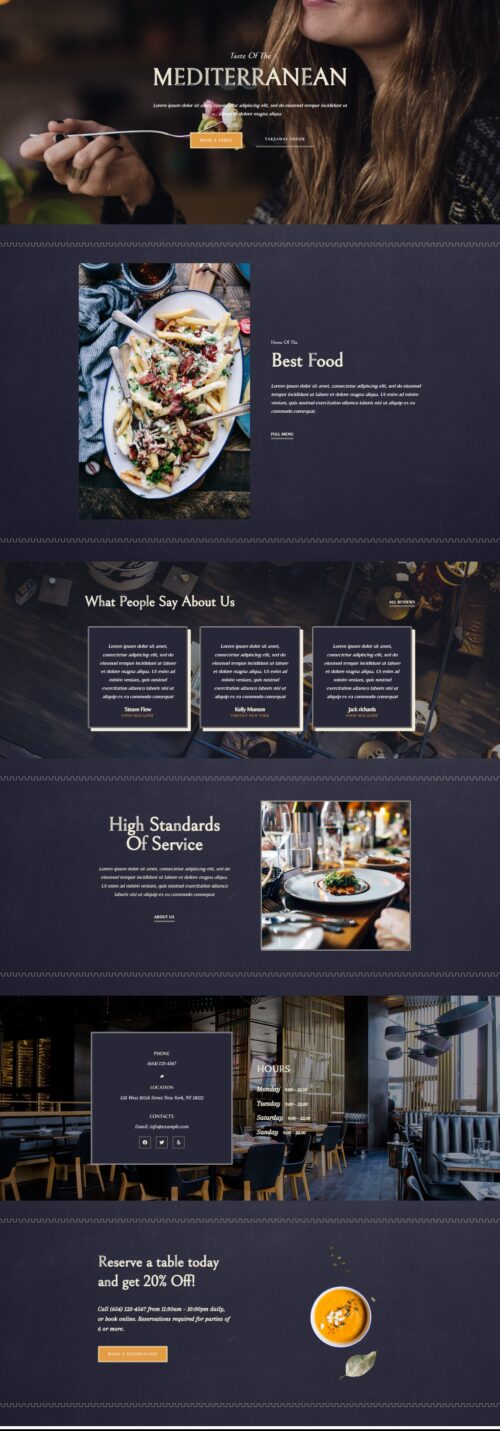 Taste Of The
MEDITERRANEAN
Lorem ipsum dolor sit amet, consectetur adipiscing elit, sed do eiusmod tempor incididunt ut
labore et dolore magna aliqua
BOOK A TABLE
TAKEAWAY ORDER
Home Of The
Best Food
Lorem ipsum dolor sit amet, consectetur adipiscing elit, sed do eiusmod
tempor incididunt ut labore et dolore magna aliqua. Ut enim ad minim
veniam, quis nostrud exercitation ullamco laboris nisi ut aliquip ex ea
commodo consequat.
FULL MENU
What People Say About Us
ALL REVIEWS
Lorem ipsum dolor sit amet,
consectetur adipiscing elit, sed do
eiusmod tempor incididunt ut labore
et dolore magna aliqua. Ut enim ad
minim veniam, quis nostrud
exercitation ullamco laboris nisi ut
aliquip ex ea commodo consequat
Steave Flow
FOOD MAGAZINE
Lorem ipsum dolor sit amet,
consectetur adipiscing elit, sed do
eiusmod tempor incididunt ut labore
et dolore magna aliqua. Ut enim ad
minim veniam, quis nostrud
exercitation ullamco laboris nisi ut
aliquip ex ea commodo consequat
Kelly Munson
TIMEOUT NEW YORK
Lorem ipsum dolor sit amet,
consectetur adipiscing elit, sed do
eiusmod tempor incididunt ut labore
et dolore magna aliqua. Ut enim ad
minim veniam, quis nostrud
exercitation ullamco laboris nisi ut
aliquip ex ea commodo consequat
Jack richards
FOOD MAGAZINE
High Standards
Of Service
Lorem ipsum dolor sit amet, consectetur adipiscing elit, sed do
eiusmod tempor incididunt ut labore et dolore magna aliqua.
Ut enim ad minim veniam, quis nostrud exercitation ullamco
laboris nisi ut aliquip ex ea commodo consequat
ABOUT US
PHONE
(654) 123-4567
LOCATION
CONTACTS
Email: info@example.com
HOURS
Monday 9.00 - 22.00
Tuesday 9.00 - 22.00
Saturday 9.00 - 22.00
Sunday 9.00 - 20.00
Reserve a table today
and get 20% Off!
Call (654) 123-4567 from 11:30am – 10:00pm daily,
or book online. Reservations required for parties of
6 or more.
MAKE A RESERVATION